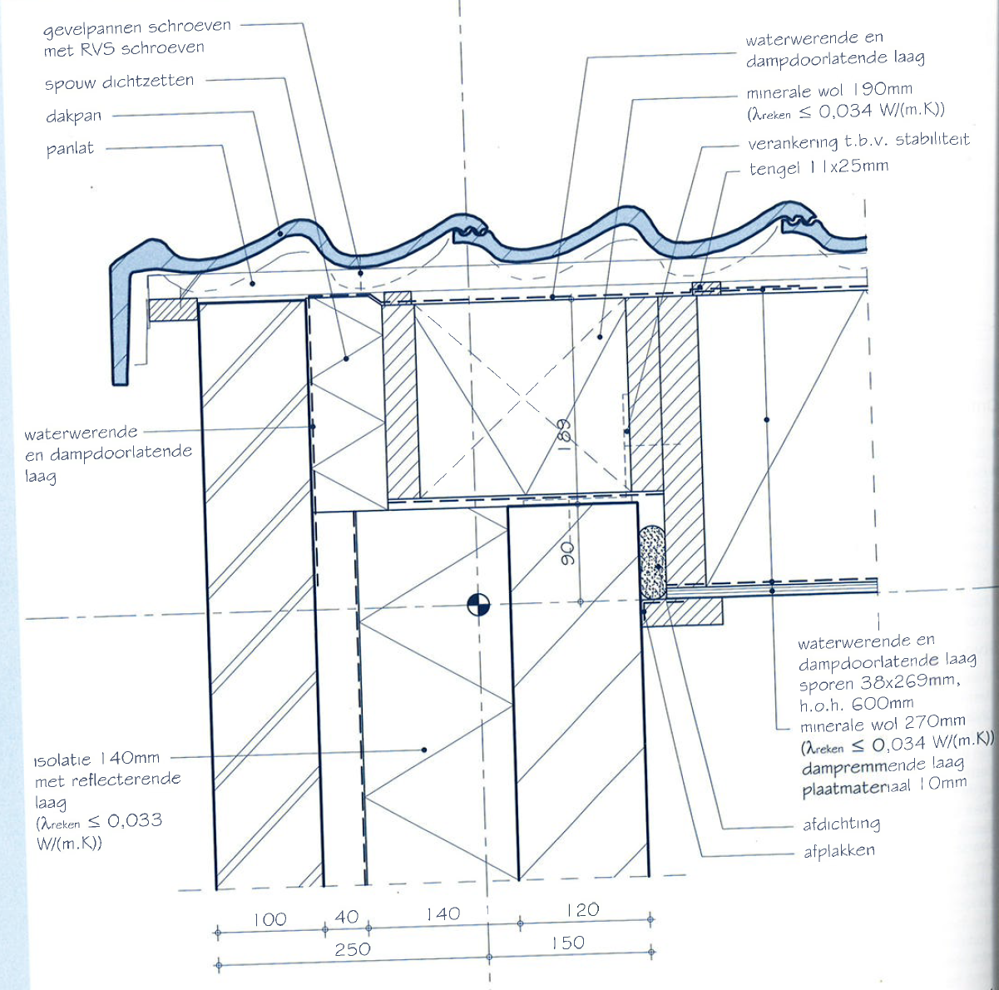 gevelpannen schroeven
met RVS schroeven
spouw dichtzetten
dakpan
panlat
waterwerende en
dampdoorlatende laag
minerale wol 190mm
(λreken ≤ 0,034 W/(m.K))
verankering t.b.v. stabiliteit
tengel 11x25mm
waterwerende
en dampdoorlatende
laag
189
90
waterwerende en
dampdoorlatende laag
sporen 38x269mm,
h.o.h. 600mm
minerale wol 270mm
(λreken ≤ 0,034 W/(m.K))
dampremmende laag
plaatmateriaal 10mm
afdichting
afplakken
isolatie 140mm
met reflecterende
laag
(λreken ≤ 0,033
W/(m.K))
100 40 140 120
250 150